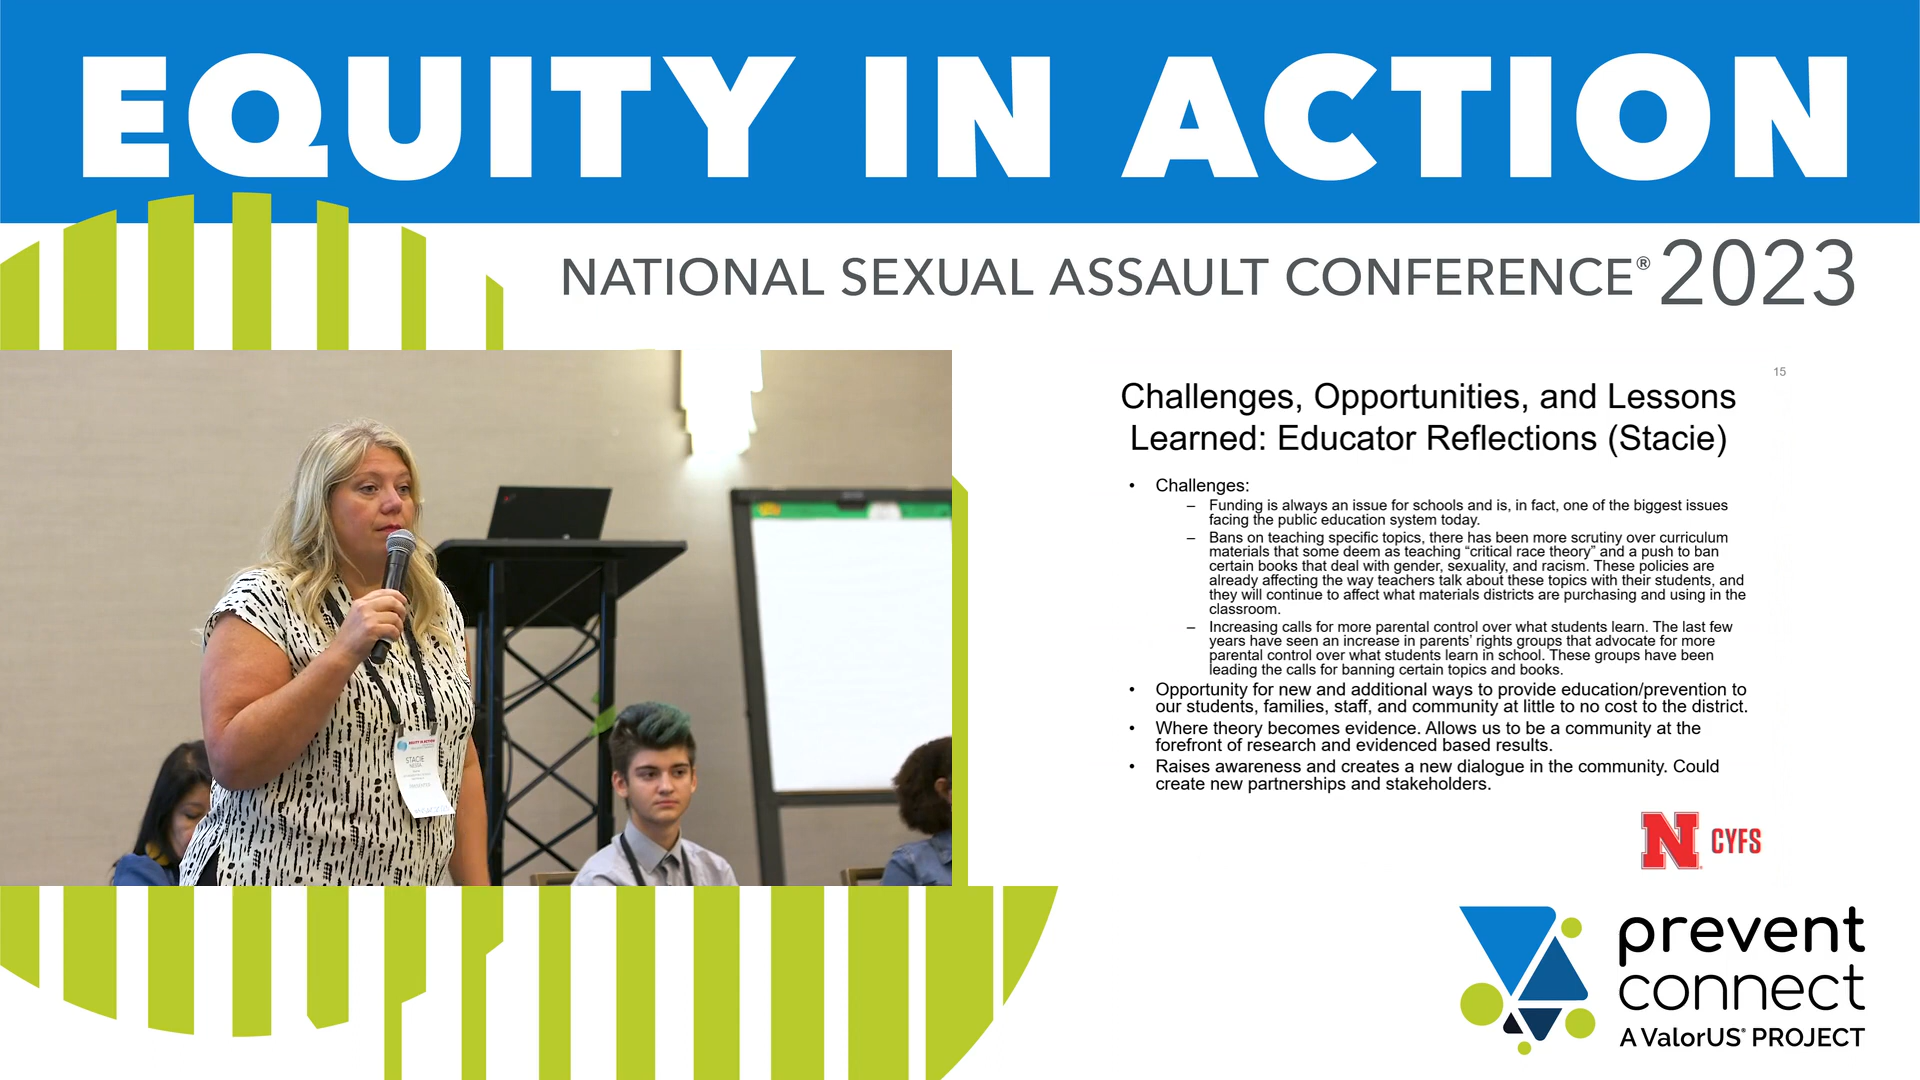 EQUITY IN ACTION
NATIONAL SEXUAL ASSAULT CONFERENCE® 2023
15
Challenges, Opportunities, and Lessons
Learned: Educator Reflections (Stacie)
• Challenges:
– Funding is always an issue for schools and is, in fact, one of the biggest issues
facing the public education system today.
– Bans on teaching specific topics, there has been more scrutiny over curriculum
materials that some deem as teaching “critical race theory” and a push to ban
certain books that deal with gender, sexuality, and racism. These policies are
already affecting the way teachers talk about these topics with their students, and
they will continue to affect what materials districts are purchasing and using in the
classroom.
– Increasing calls for more parental control over what students learn. The last few
years have seen an increase in parents’ rights groups that advocate for more
parental control over what students learn in school. These groups have been
leading the calls for banning certain topics and books.
• Opportunity for new and additional ways to provide education/prevention to
our students, families, staff, and community at little to no cost to the district.
• Where theory becomes evidence. Allows us to be a community at the
forefront of research and evidenced based results.
• Raises awareness and creates a new dialogue in the community. Could
create new partnerships and stakeholders.
EQUITY IN ACTION
STACIE
N CYFS
prevent
connect
A ValorUS® PROJECT